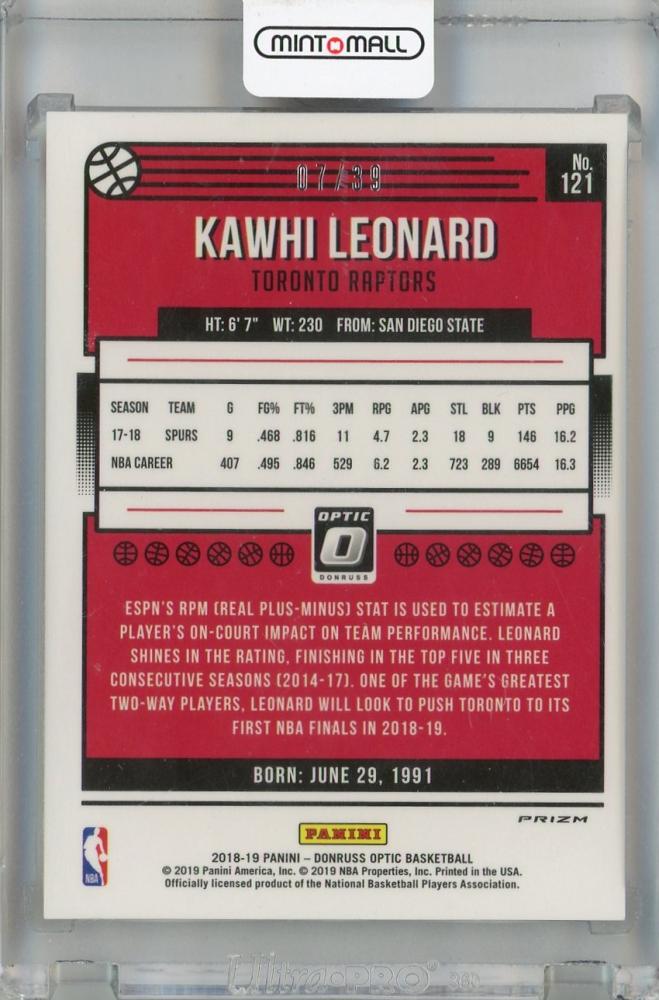 MINT MALL
07/39
No.
121
KAWHI LEONARD
TORONTO RAPTORS
HT: 6' 7" WT: 230 FROM: SAN DIEGO STATE
SEASON TEAM G FG% FT% 3PM RPG APG STL BLK PTS PPG
17-18 SPURS 9 .468 .816 11 4.7 2.3 18 9 146 16.2
NBA CAREER 407 .495 .846 529 6.2 2.3 723 289 6654 16.3
OPTIC
O
DONRUSS
ESPN'S RPM (REAL PLUS-MINUS) STAT IS USED TO ESTIMATE A
PLAYER'S ON-COURT IMPACT ON TEAM PERFORMANCE. LEONARD
SHINES IN THE RATING, FINISHING IN THE TOP FIVE IN THREE
CONSECUTIVE SEASONS (2014-17). ONE OF THE GAME'S GREATEST
TWO-WAY PLAYERS, LEONARD WILL LOOK TO PUSH TORONTO TO ITS
FIRST NBA FINALS IN 2018-19.
BORN: JUNE 29, 1991
PRIZM
PANINI
NBA
2018-19 PANINI – DONRUSS OPTIC BASKETBALL
© 2019 Panini America, Inc. © 2019 NBA Properties, Inc. Printed in the USA.
Officially licensed product of the National Basketball Players Association.
Ultra·PRO